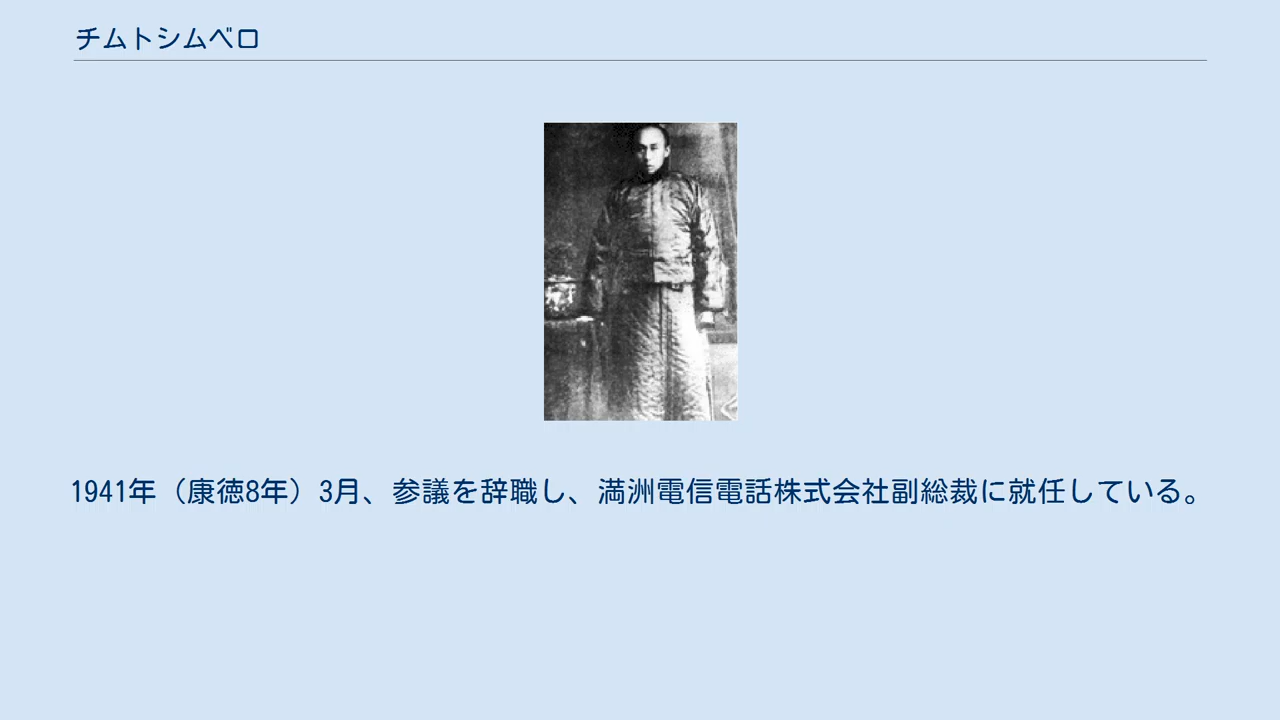 チムトシムベロ
1941年（康徳8年）3月、参議を辞職し、満洲電信電話株式会社副総裁に就任している。